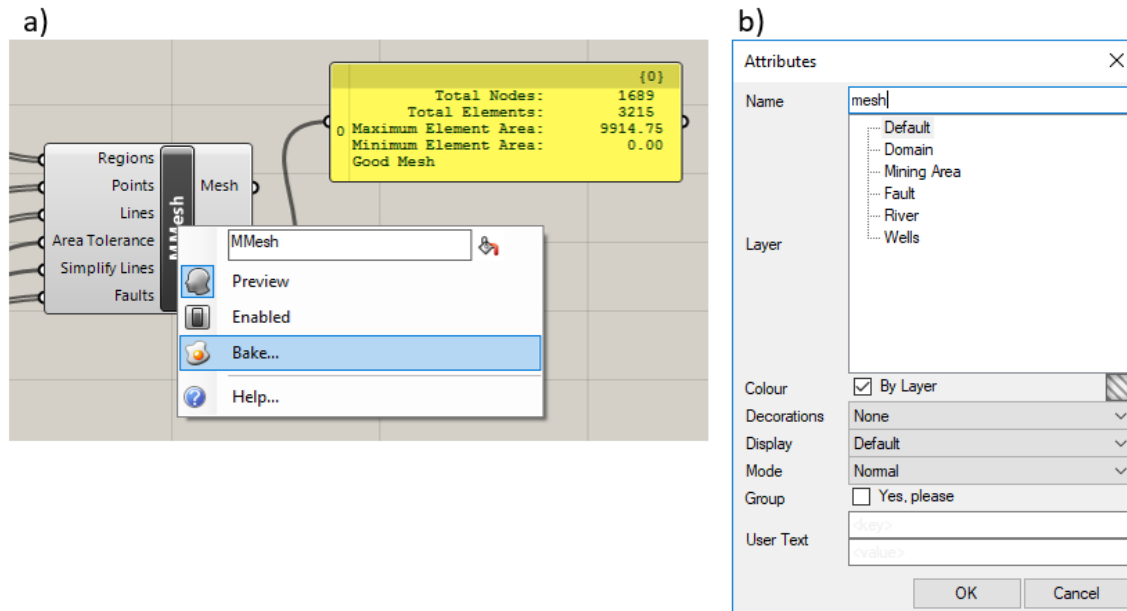 a)
{0}
Total Nodes: 1689
Total Elements: 3215
0 Maximum Element Area: 9914.75
Minimum Element Area: 0.00
Good Mesh
Regions
Points
Lines
Area Tolerance
Simplify Lines
Faults
MMesh
Mesh
MMesh
Preview
Enabled
Bake...
Help...
b)
Attributes
Name
mesh
Layer
Default
Domain
Mining Area
Fault
River
Wells
Colour
By Layer
Decorations
None
Display
Default
Mode
Normal
Group
Yes, please
User Text
<key>
<value>
OK
Cancel